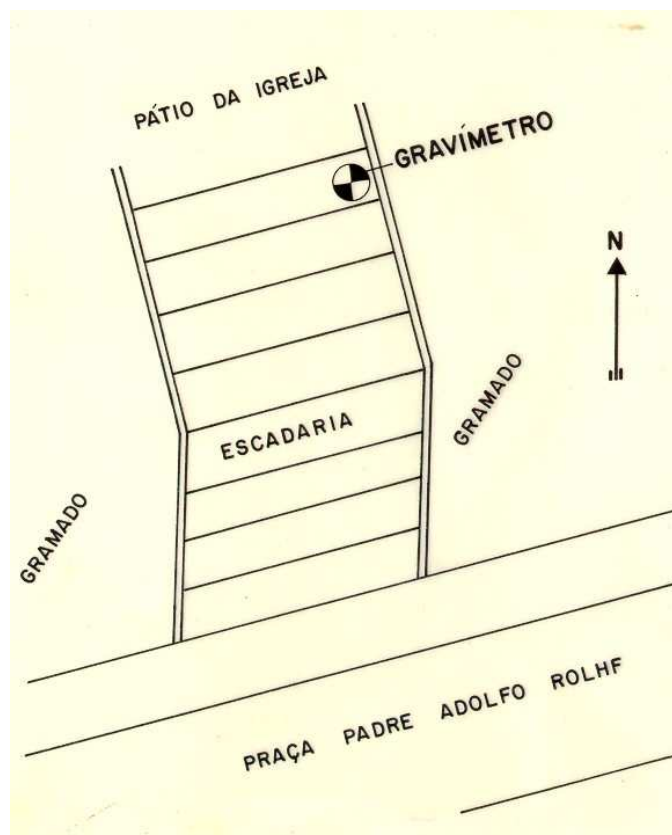 PÁTIO DA IGREJA
GRAVÍMETRO
N
GRAMADO
ESCADARIA
GRAMADO
PRAÇA PADRE ADOLFO ROLHF